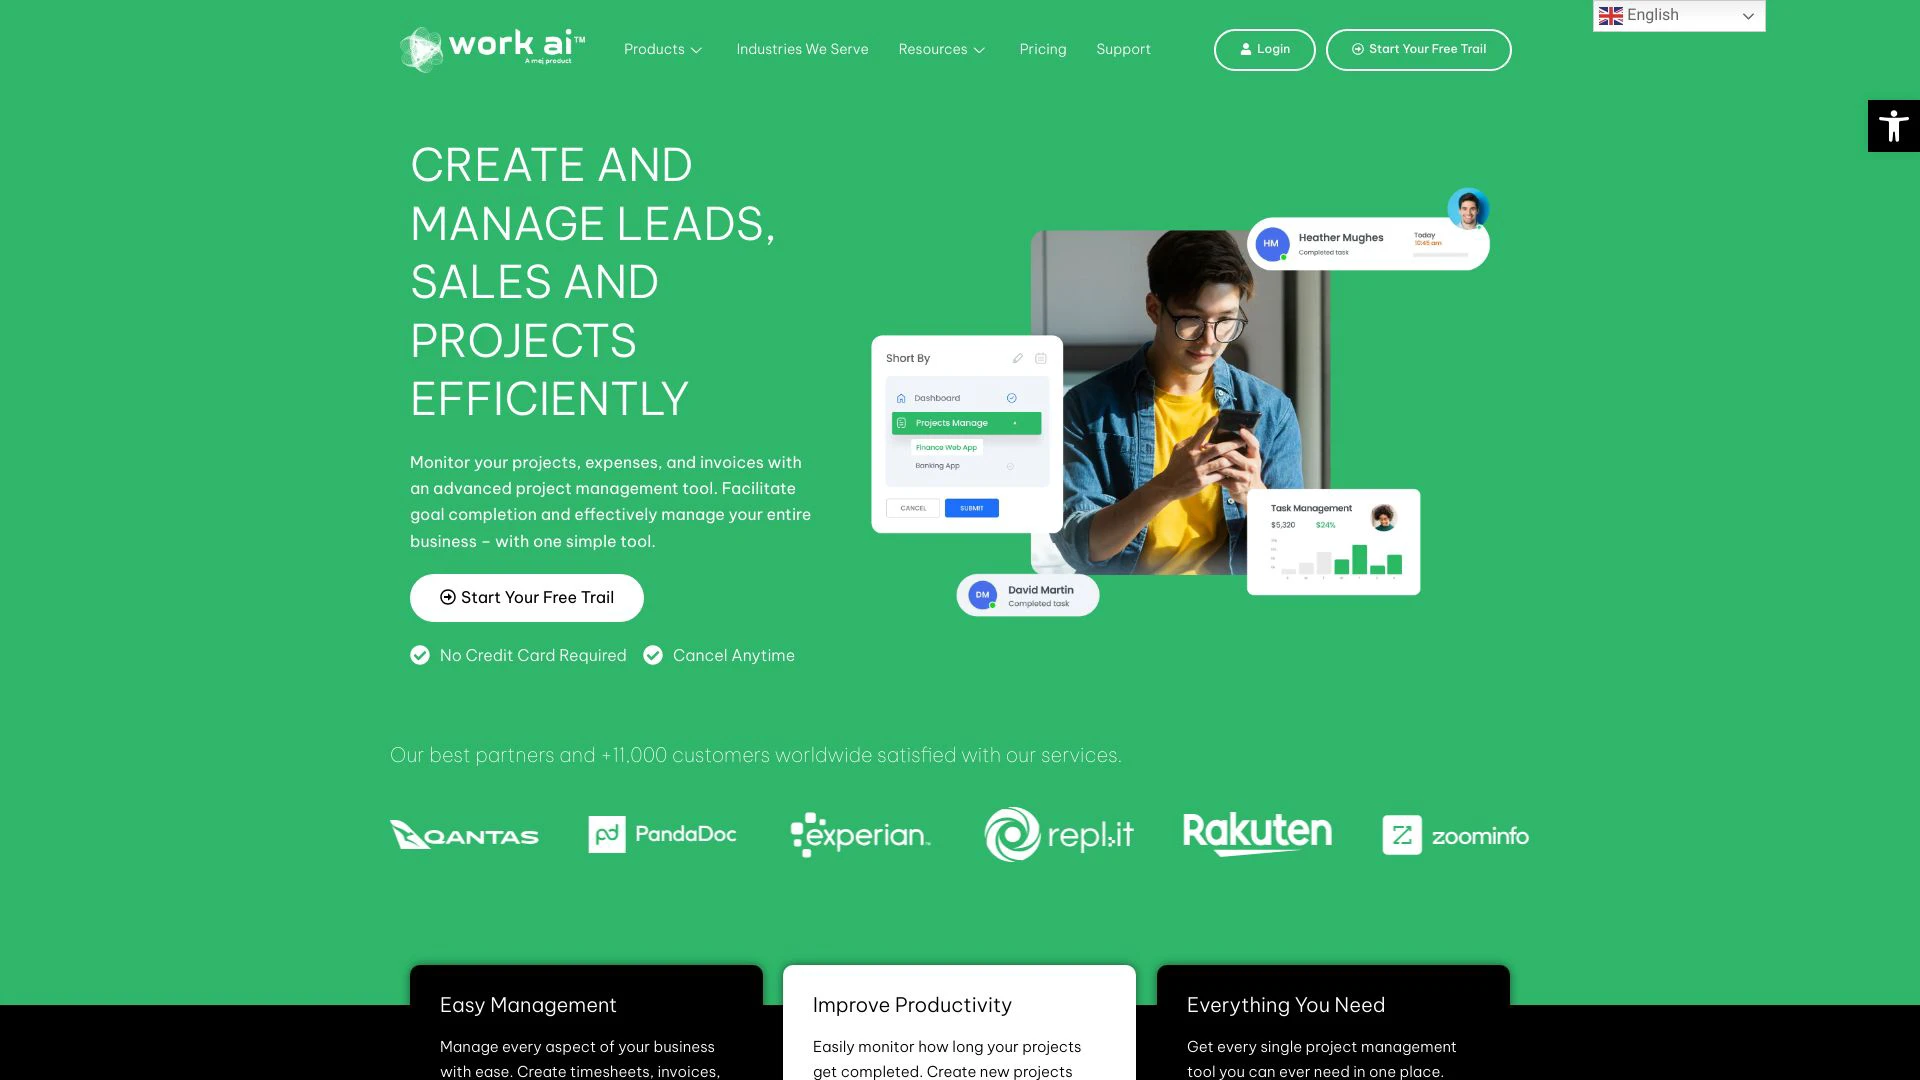 English
work ai™
A mej product
Products
Industries We Serve
Resources
Pricing
Support
Login
Start Your Free Trail
CREATE AND
MANAGE LEADS,
SALES AND
PROJECTS
EFFICIENTLY
Monitor your projects, expenses, and invoices with
an advanced project management tool. Facilitate
goal completion and effectively manage your entire
business – with one simple tool.
Start Your Free Trail
No Credit Card Required
Cancel Anytime
HM
Heather Mughes
Completed task
Today
10:45 am
Short By
Dashboard
Projects Manage
Finance Web App
Banking App
CANCEL
SUBMIT
Task Management
$5,320
$24%
DM
David Martin
Completed task
Our best partners and +11,000 customers worldwide satisfied with our services.
QANTAS
pd PandaDoc
experian™
repl.it
Rakuten
zoominfo
Easy Management
Manage every aspect of your business
with ease. Create timesheets, invoices,
Improve Productivity
Easily monitor how long your projects
get completed. Create new projects
Everything You Need
Get every single project management
tool you can ever need in one place.